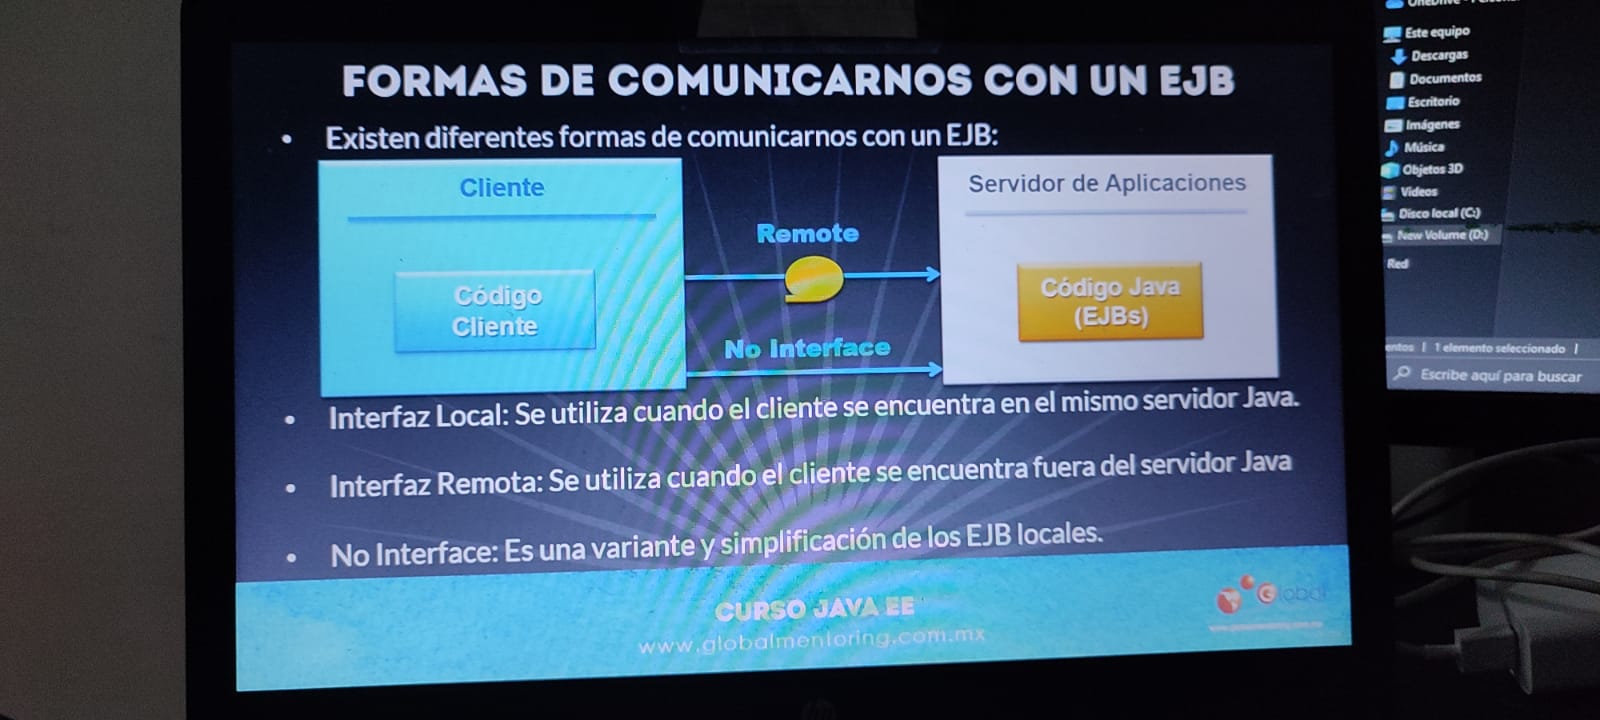 FORMAS DE COMUNICARNOS CON UN EJB
• Existen diferentes formas de comunicarnos con un EJB:
Cliente
Servidor de Aplicaciones
Remote
Código
Cliente
Código Java
(EJBs)
No Interface
• Interfaz Local: Se utiliza cuando el cliente se encuentra en el mismo servidor Java.
• Interfaz Remota: Se utiliza cuando el cliente se encuentra fuera del servidor Java
• No Interface: Es una variante y simplificación de los EJB locales.
CURSO JAVA EE
www.globalmentoring.com.mx
Global
Este equipo
Descargas
Documentos
Escritorio
Imágenes
Música
Objetos 3D
Videos
Disco local (C:)
New Volume (D:)
Red
entos | 1 elemento seleccionado |
Escribe aquí para buscar